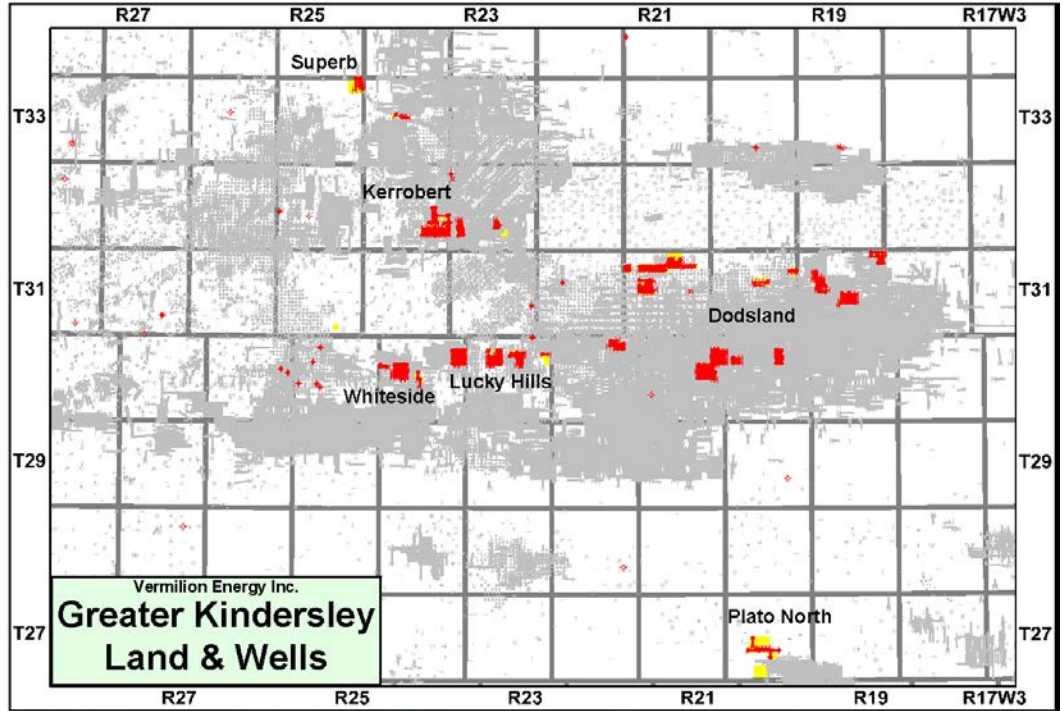 R27 R25 R23 R21 R19 R17W3
Superb
T33 T33
Kerrobert
T31 T31
Dodsland
Whiteside Lucky Hills
T29 T29
Vermilion Energy Inc.
Greater Kindersley
Land & Wells
Plato North
T27 T27
R27 R25 R23 R21 R19 R17W3